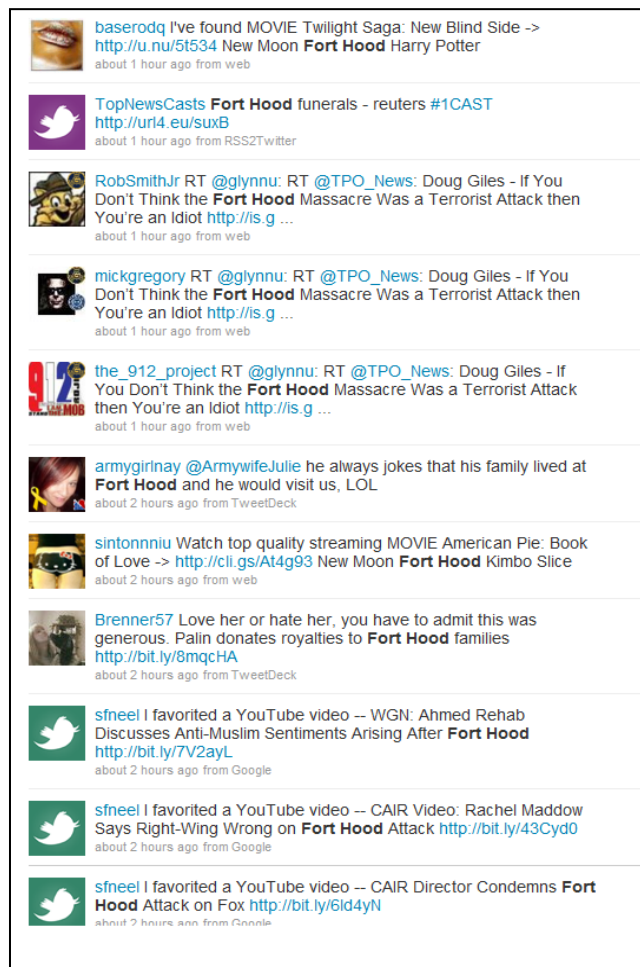 baserodq I've found MOVIE Twilight Saga: New Blind Side ->
http://u.nu/5t534 New Moon Fort Hood Harry Potter
about 1 hour ago from web
TopNewsCasts Fort Hood funerals - reuters #1CAST
http://url4.eu/suxB
about 1 hour ago from RSS2Twitter
RobSmithJr RT @glynnu: RT @TPO_News: Doug Giles - If You
Don't Think the Fort Hood Massacre Was a Terrorist Attack then
You're an Idiot http://is.g ...
about 1 hour ago from web
mickgregory RT @glynnu: RT @TPO_News: Doug Giles - If You
Don't Think the Fort Hood Massacre Was a Terrorist Attack then
You're an Idiot http://is.g ...
about 1 hour ago from web
912
MOB
the_912_project RT @glynnu: RT @TPO_News: Doug Giles - If
You Don't Think the Fort Hood Massacre Was a Terrorist Attack
then You're an Idiot http://is.g ...
about 1 hour ago from web
armygirlnay @ArmywifeJulie he always jokes that his family lived at
Fort Hood and he would visit us, LOL
about 2 hours ago from TweetDeck
sintonnniu Watch top quality streaming MOVIE American Pie: Book
of Love -> http://cli.gs/At4g93 New Moon Fort Hood Kimbo Slice
about 2 hours ago from web
Brenner57 Love her or hate her, you have to admit this was
generous. Palin donates royalties to Fort Hood families
http://bit.ly/8mqcHA
about 2 hours ago from TweetDeck
sfneel I favorited a YouTube video -- WGN: Ahmed Rehab
Discusses Anti-Muslim Sentiments Arising After Fort Hood
http://bit.ly/7V2ayL
about 2 hours ago from Google
sfneel I favorited a YouTube video -- CAIR Video: Rachel Maddow
Says Right-Wing Wrong on Fort Hood Attack http://bit.ly/43Cyd0
about 2 hours ago from Google
sfneel I favorited a YouTube video -- CAIR Director Condemns Fort
Hood Attack on Fox http://bit.ly/6ld4yN
about 2 hours ago from Google